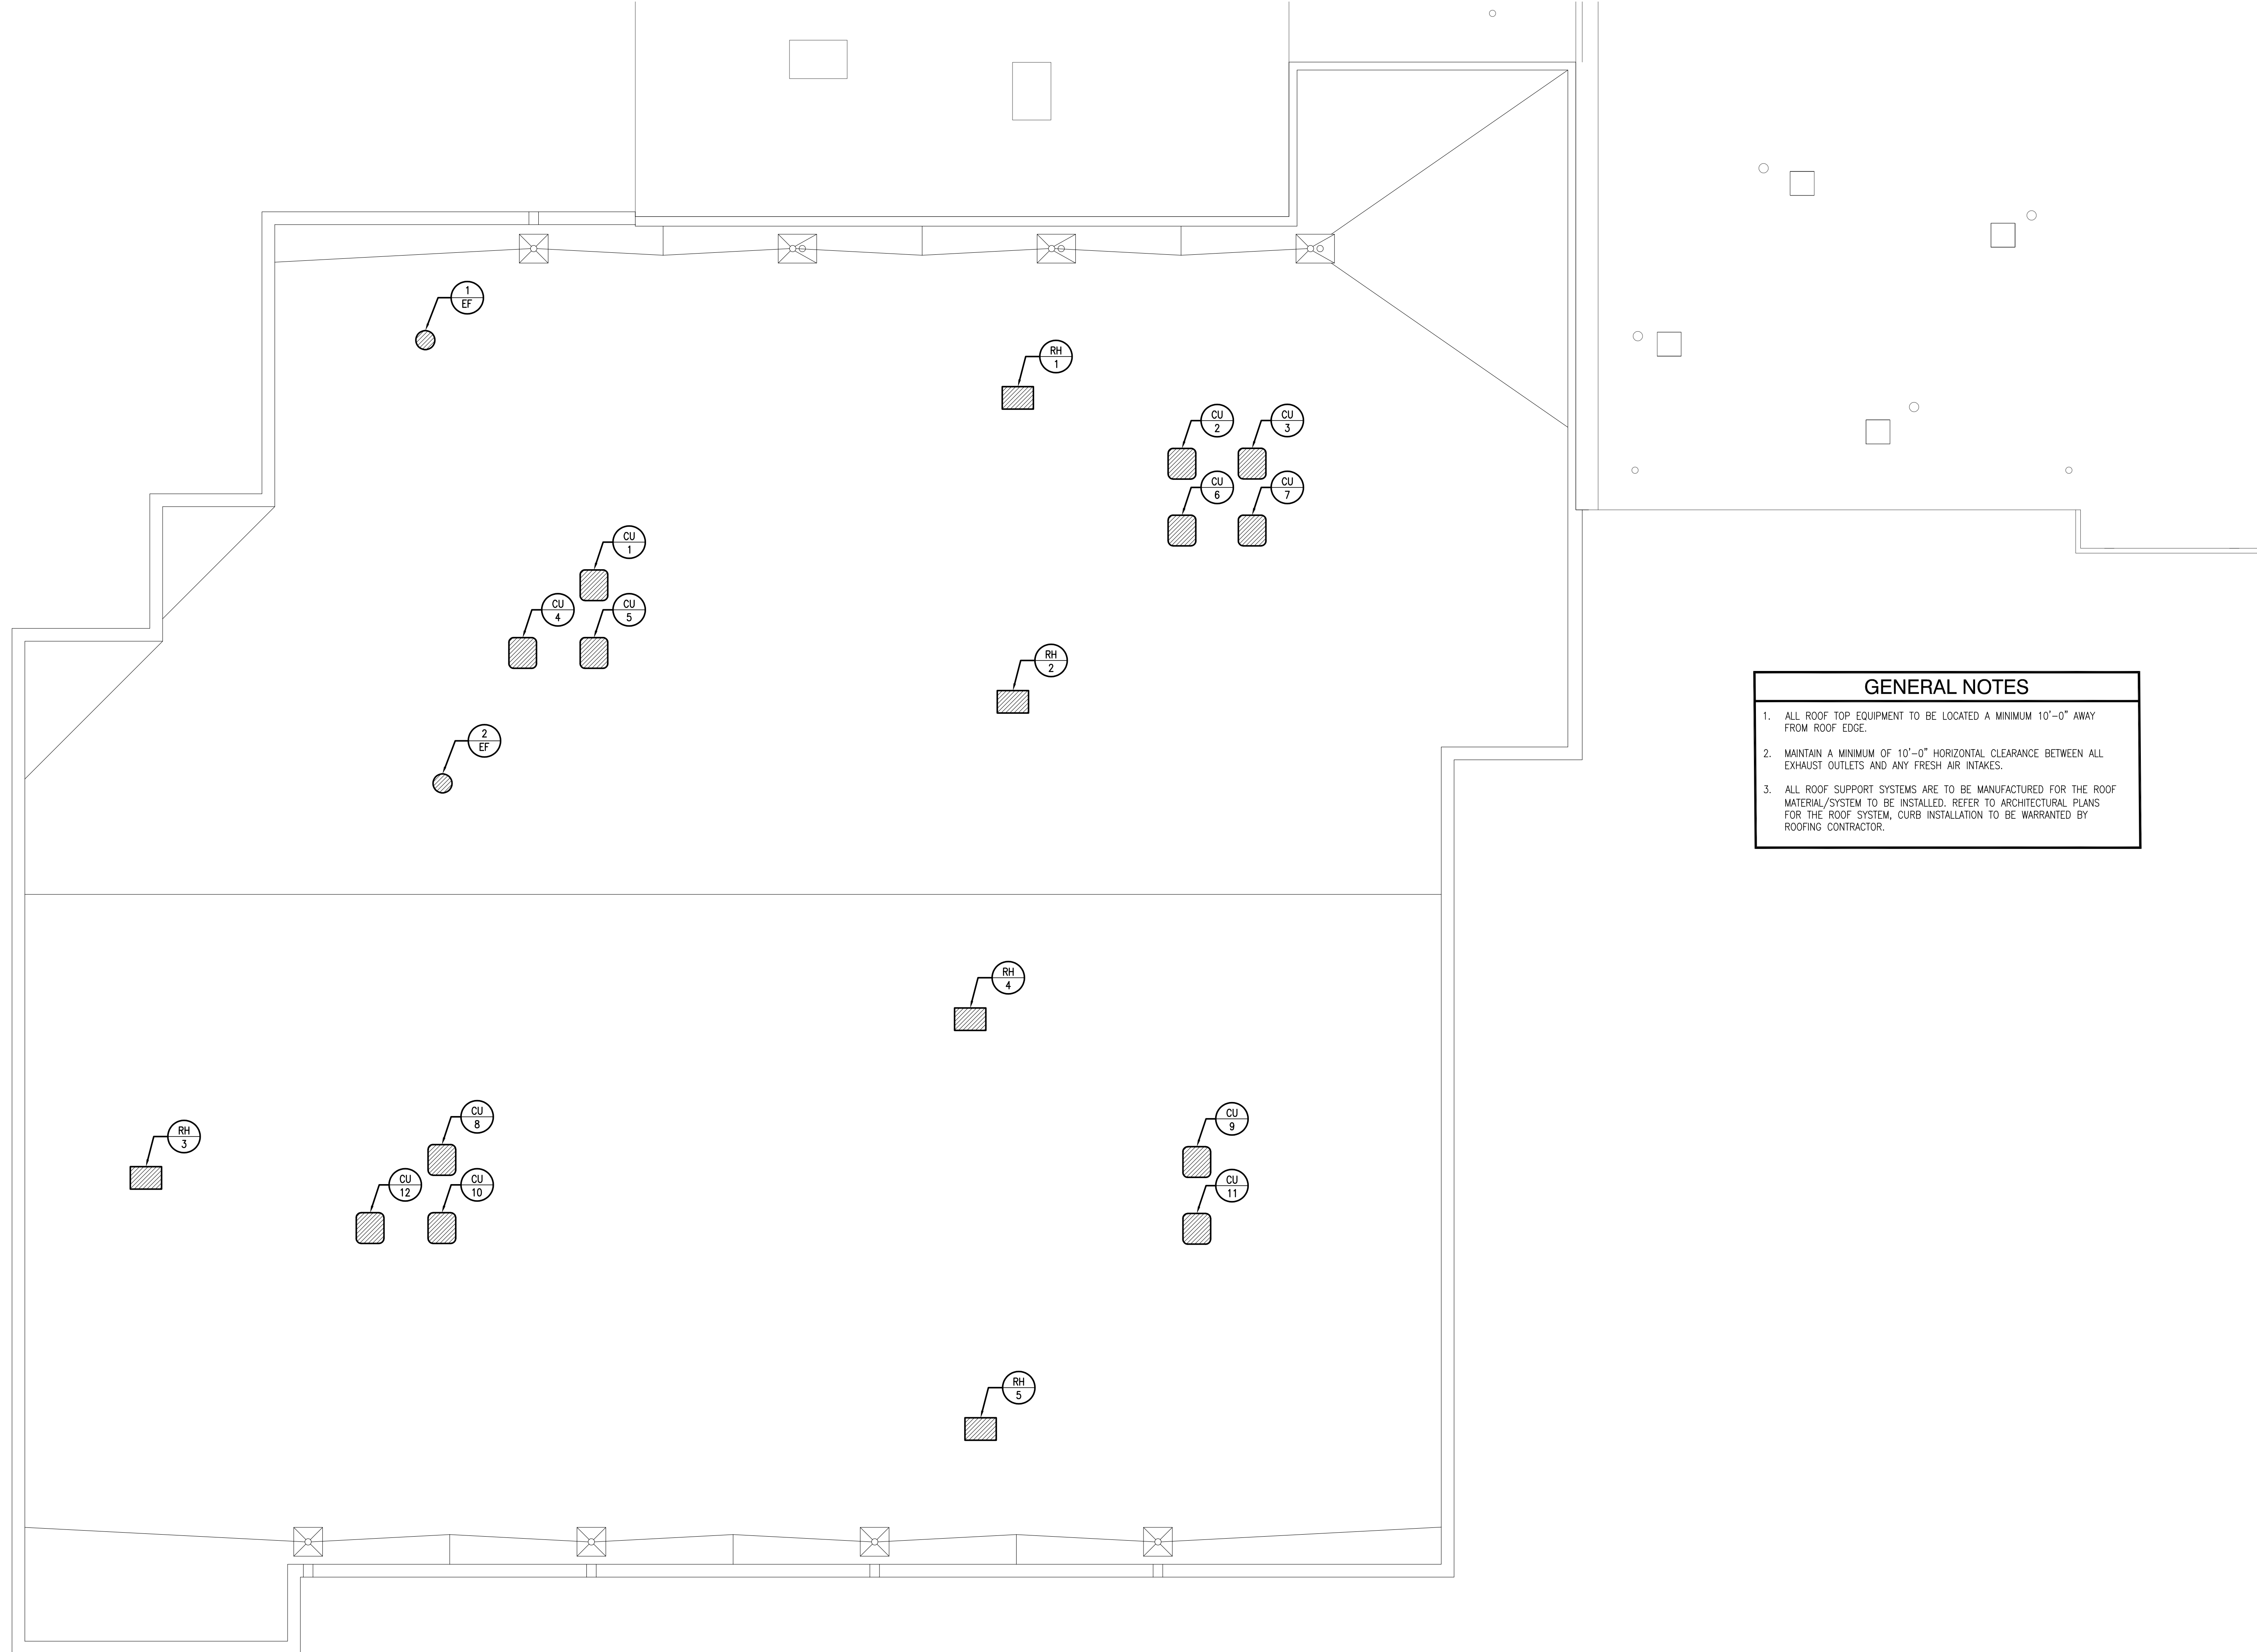 1
EF
RH
1
CU
2
CU
3
CU
6
CU
7
CU
1
CU
4
CU
5
RH
2
2
EF
GENERAL NOTES
1. ALL ROOF TOP EQUIPMENT TO BE LOCATED A MINIMUM 10'-0" AWAY
FROM ROOF EDGE.
2. MAINTAIN A MINIMUM OF 10'-0" HORIZONTAL CLEARANCE BETWEEN ALL
EXHAUST OUTLETS AND ANY FRESH AIR INTAKES.
3. ALL ROOF SUPPORT SYSTEMS ARE TO BE MANUFACTURED FOR THE ROOF
MATERIAL/SYSTEM TO BE INSTALLED. REFER TO ARCHITECTURAL PLANS
FOR THE ROOF SYSTEM, CURB INSTALLATION TO BE WARRANTED BY
ROOFING CONTRACTOR.
RH
4
CU
8
CU
9
RH
3
CU
12
CU
10
CU
11
RH
5